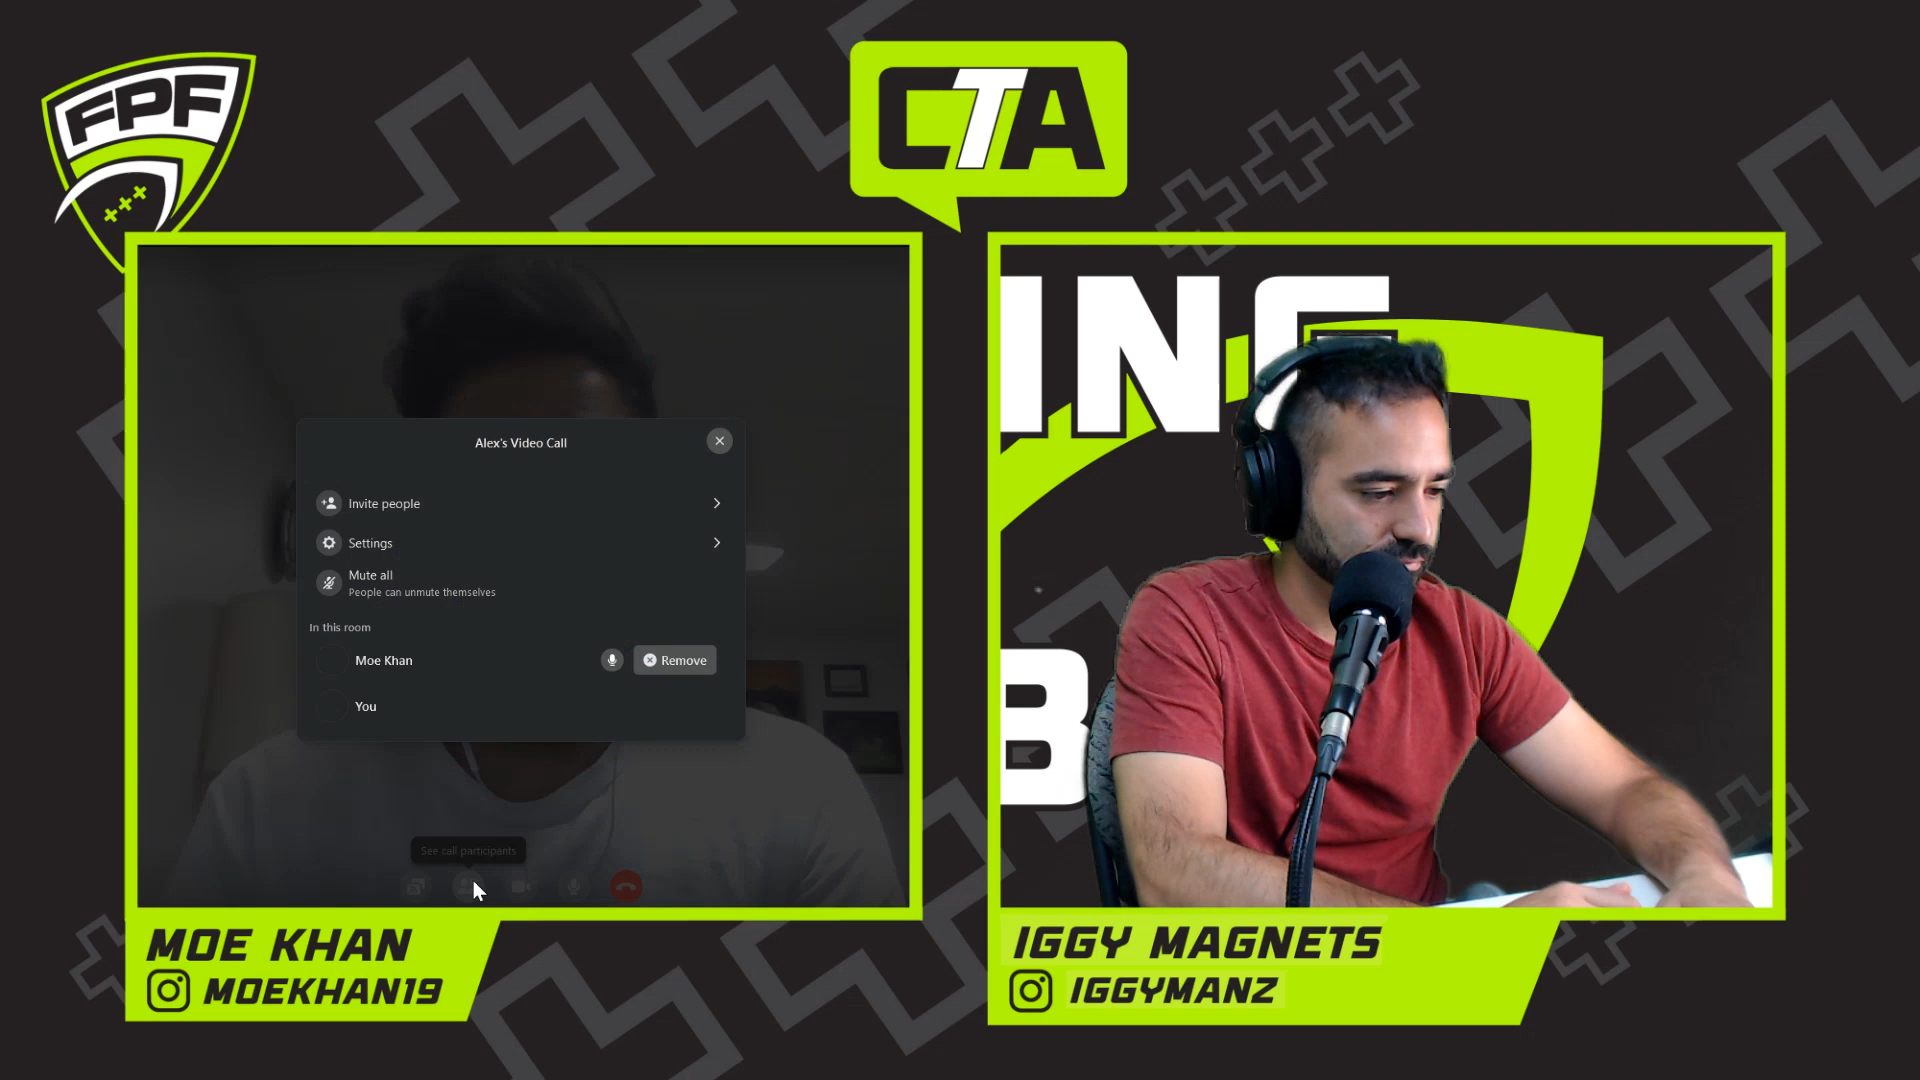 FPF
CTA
ING
B
Alex's Video Call
Invite people
Settings
Mute all
People can unmute themselves
In this room
Moe Khan
Remove
You
See call participants
MOE KHAN
MOEKHAN19
IGGY MAGNETS
IGGYMANZ